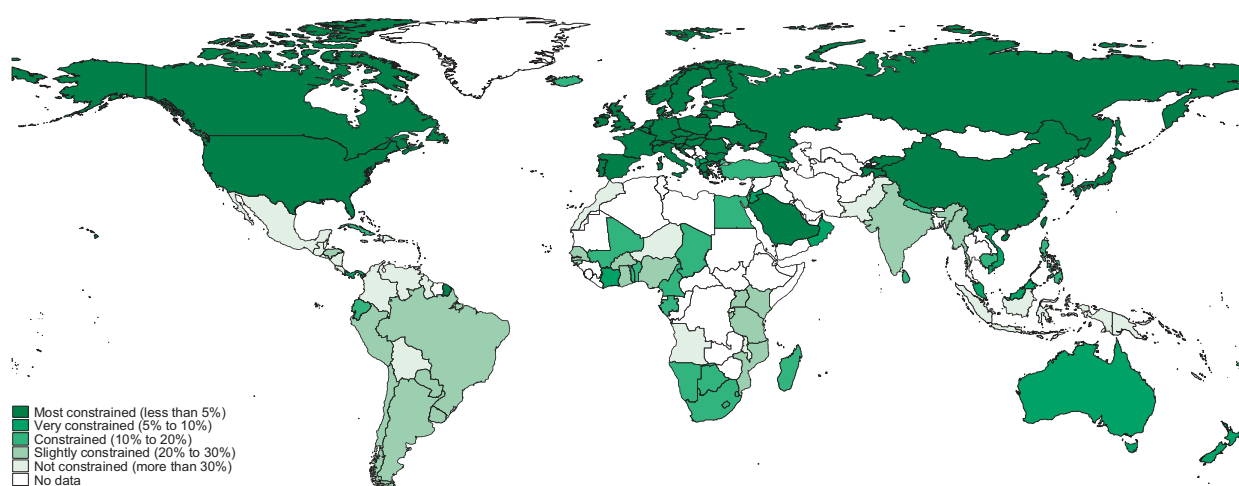 Most constrained (less than 5%)
Very constrained (5% to 10%)
Constrained (10% to 20%)
Slightly constrained (20% to 30%)
Not constrained (more than 30%)
No data